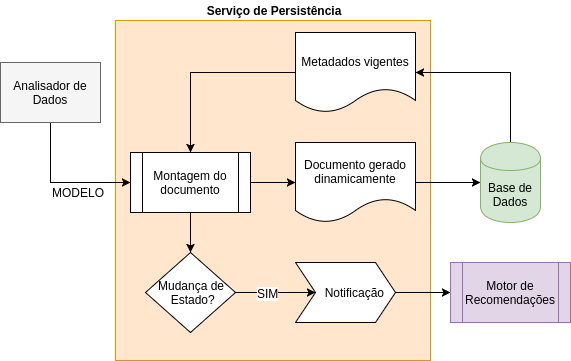 Serviço de Persistência
Metadados vigentes
Analisador de
Dados
Documento gerado
dinamicamente
Montagem do
documento
MODELO
Base de
Dados
Mudança de
Estado?
SIM
Notificação
Motor de
Recomendações